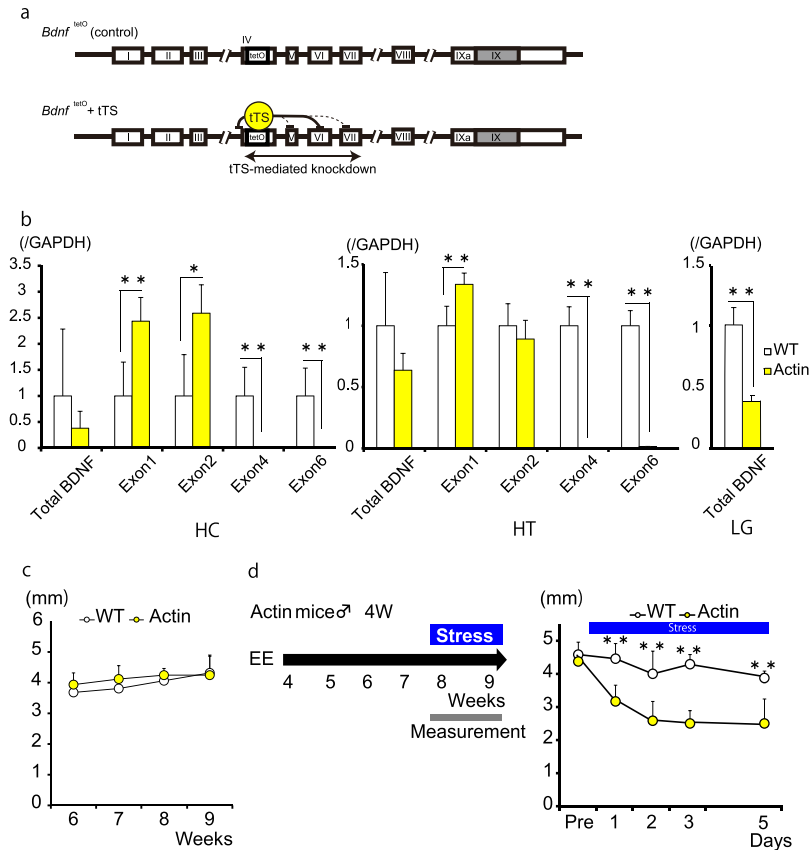 a
Bdnf tetO (control)
IV
I II III tetO V VI VII VIII IXa IX
Bdnf tetO + tTS
tTS
I II III tetO V VI VII VIII IXa IX
tTS-mediated knockdown
b
(/GAPDH)
3.5
3
2.5
2
1.5
1
0.5
0
** * ** **
Total BDNF Exon1 Exon2 Exon4 Exon6
HC
(/GAPDH)
1.5
1
0.5
0
** ** **
Total BDNF Exon1 Exon2 Exon4 Exon6
HT
(/GAPDH)
1.5
1
0.5
0
**
WT
Actin
Total BDNF
LG
c
(mm)
WT Actin
6
5
4
3
2
1
0
6 7 8 9
Weeks
d
Actin mice♂ 4W
Stress
EE
4 5 6 7 8 9
Weeks
Measurement
(mm)
WT Actin
Stress
** ** ** **
5
4
3
2
1
0
Pre 1 2 3 5
Days